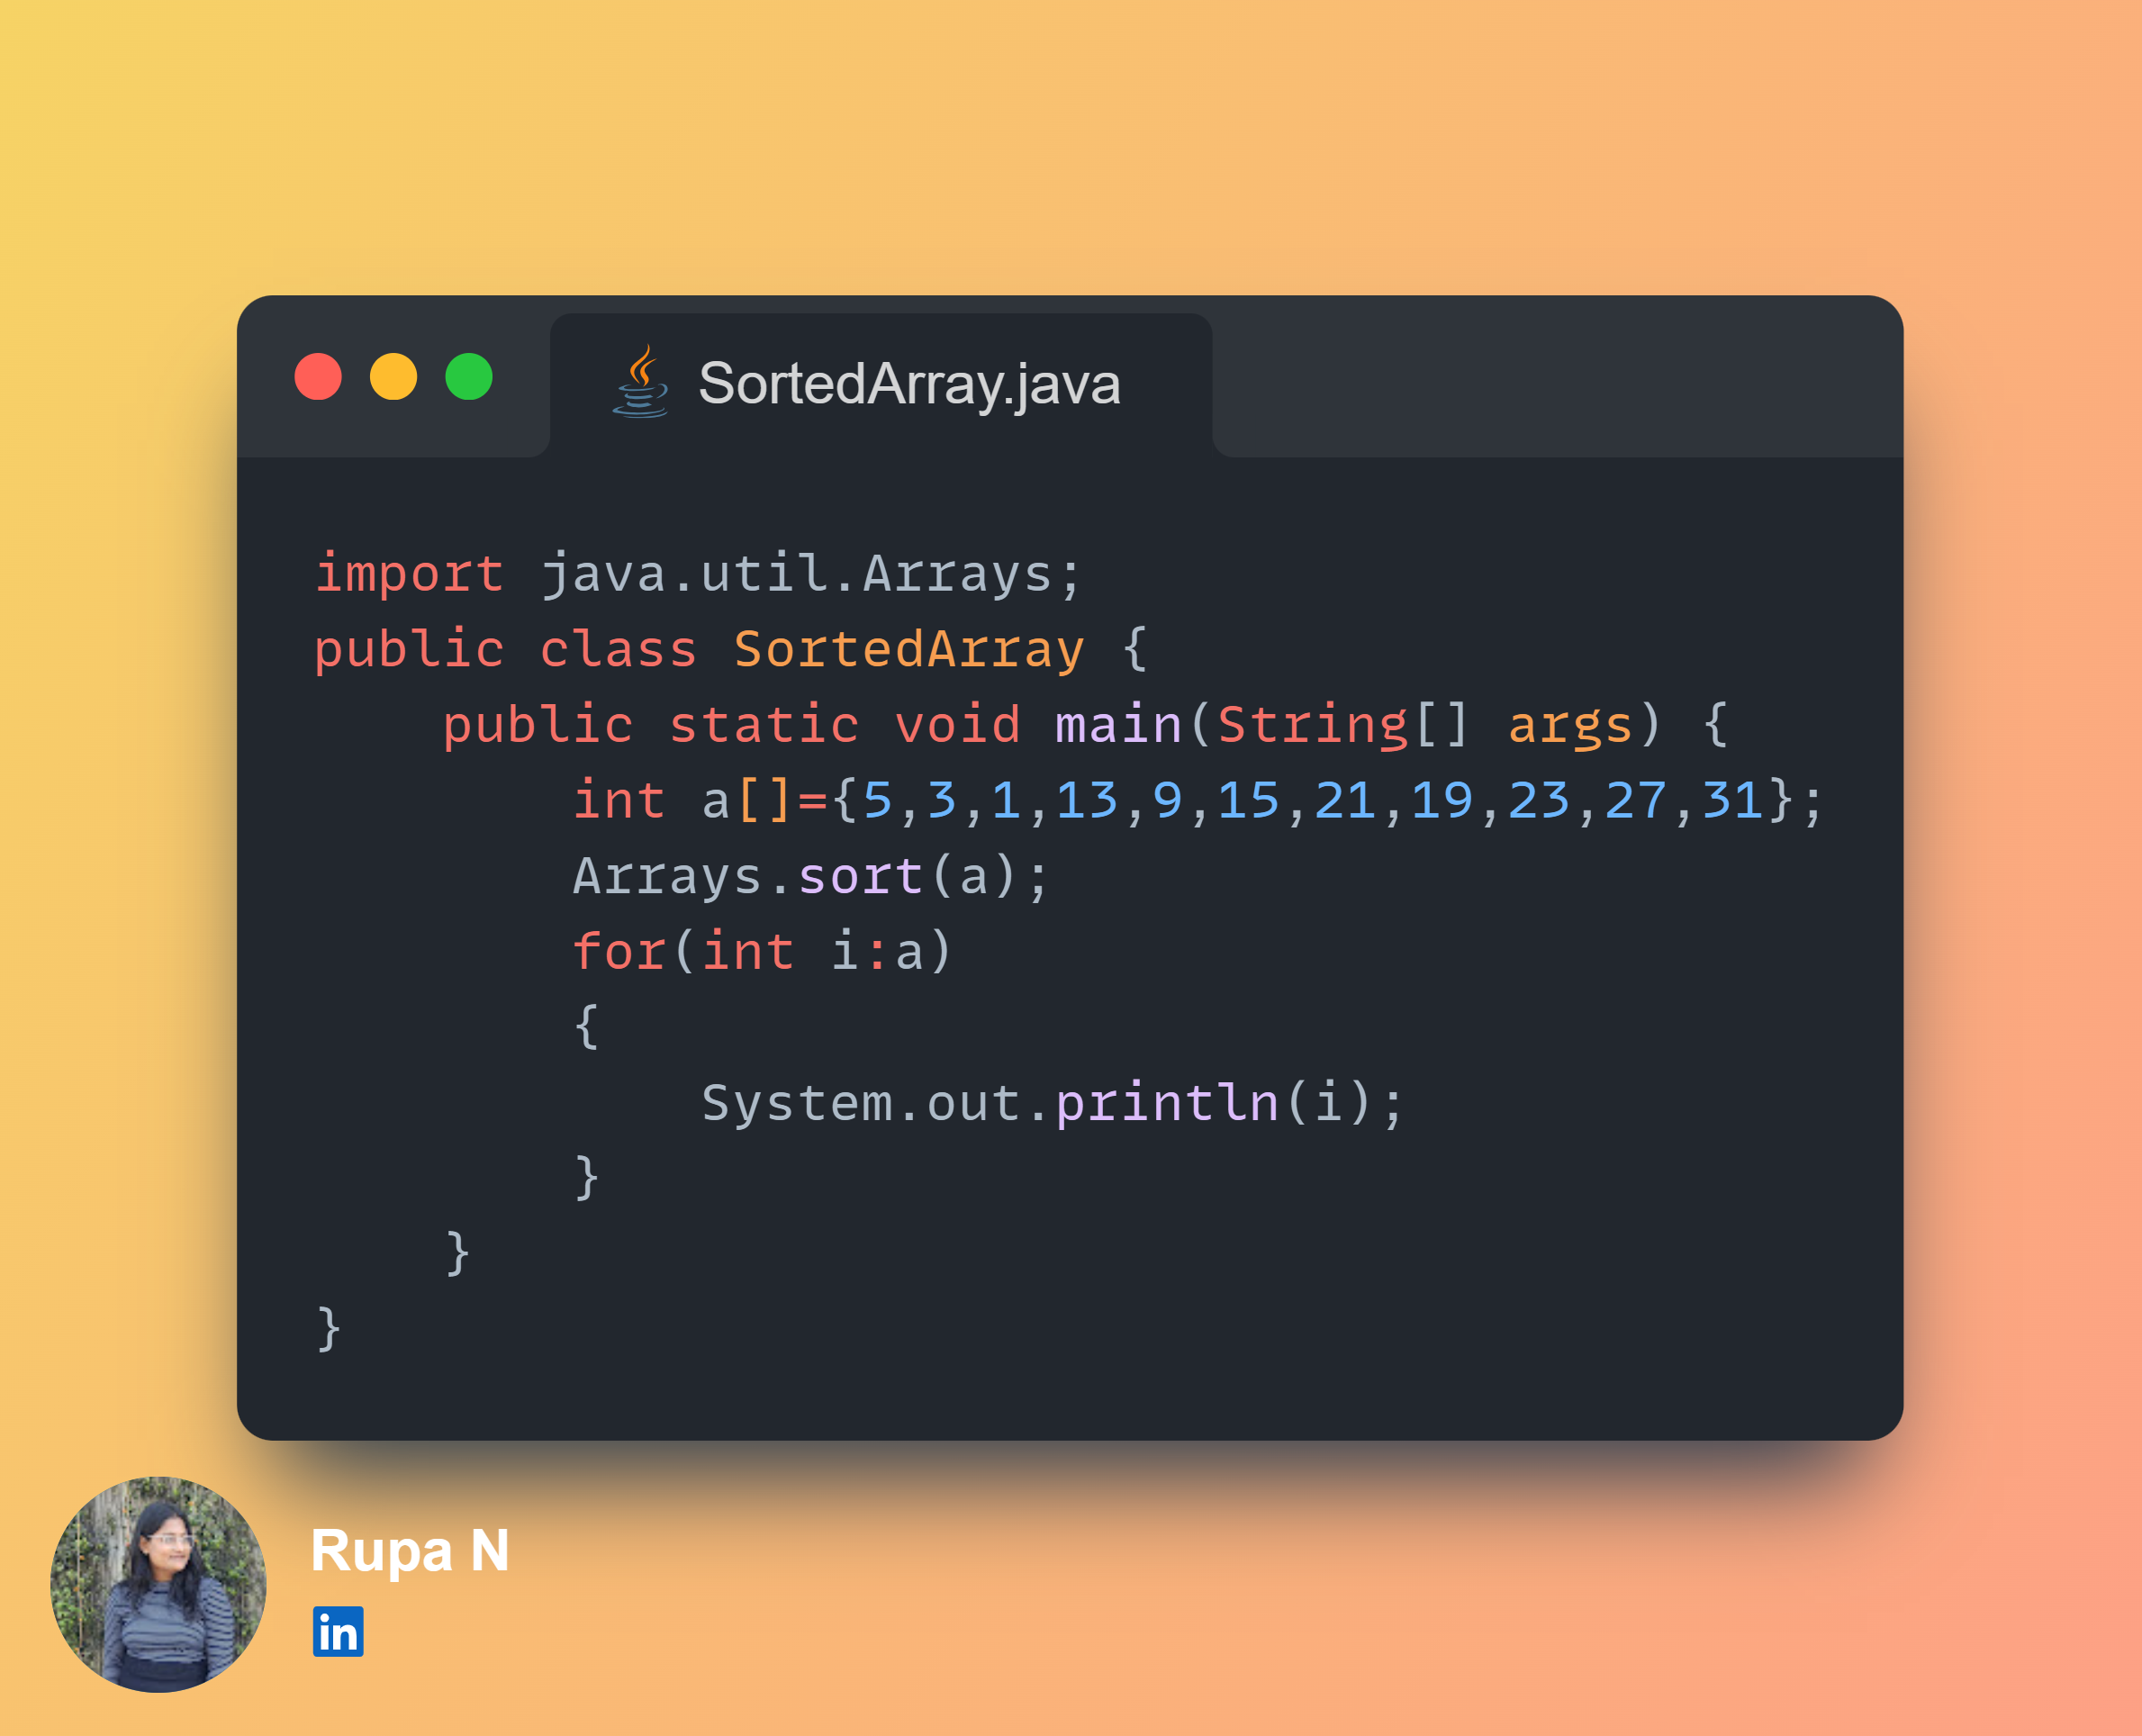 SortedArray.java
import java.util.Arrays;
public class SortedArray {
    public static void main(String[] args) {
        int a[]={5,3,1,13,9,15,21,19,23,27,31};
        Arrays.sort(a);
        for(int i:a)
        {
            System.out.println(i);
        }
    }
}
Rupa N
in